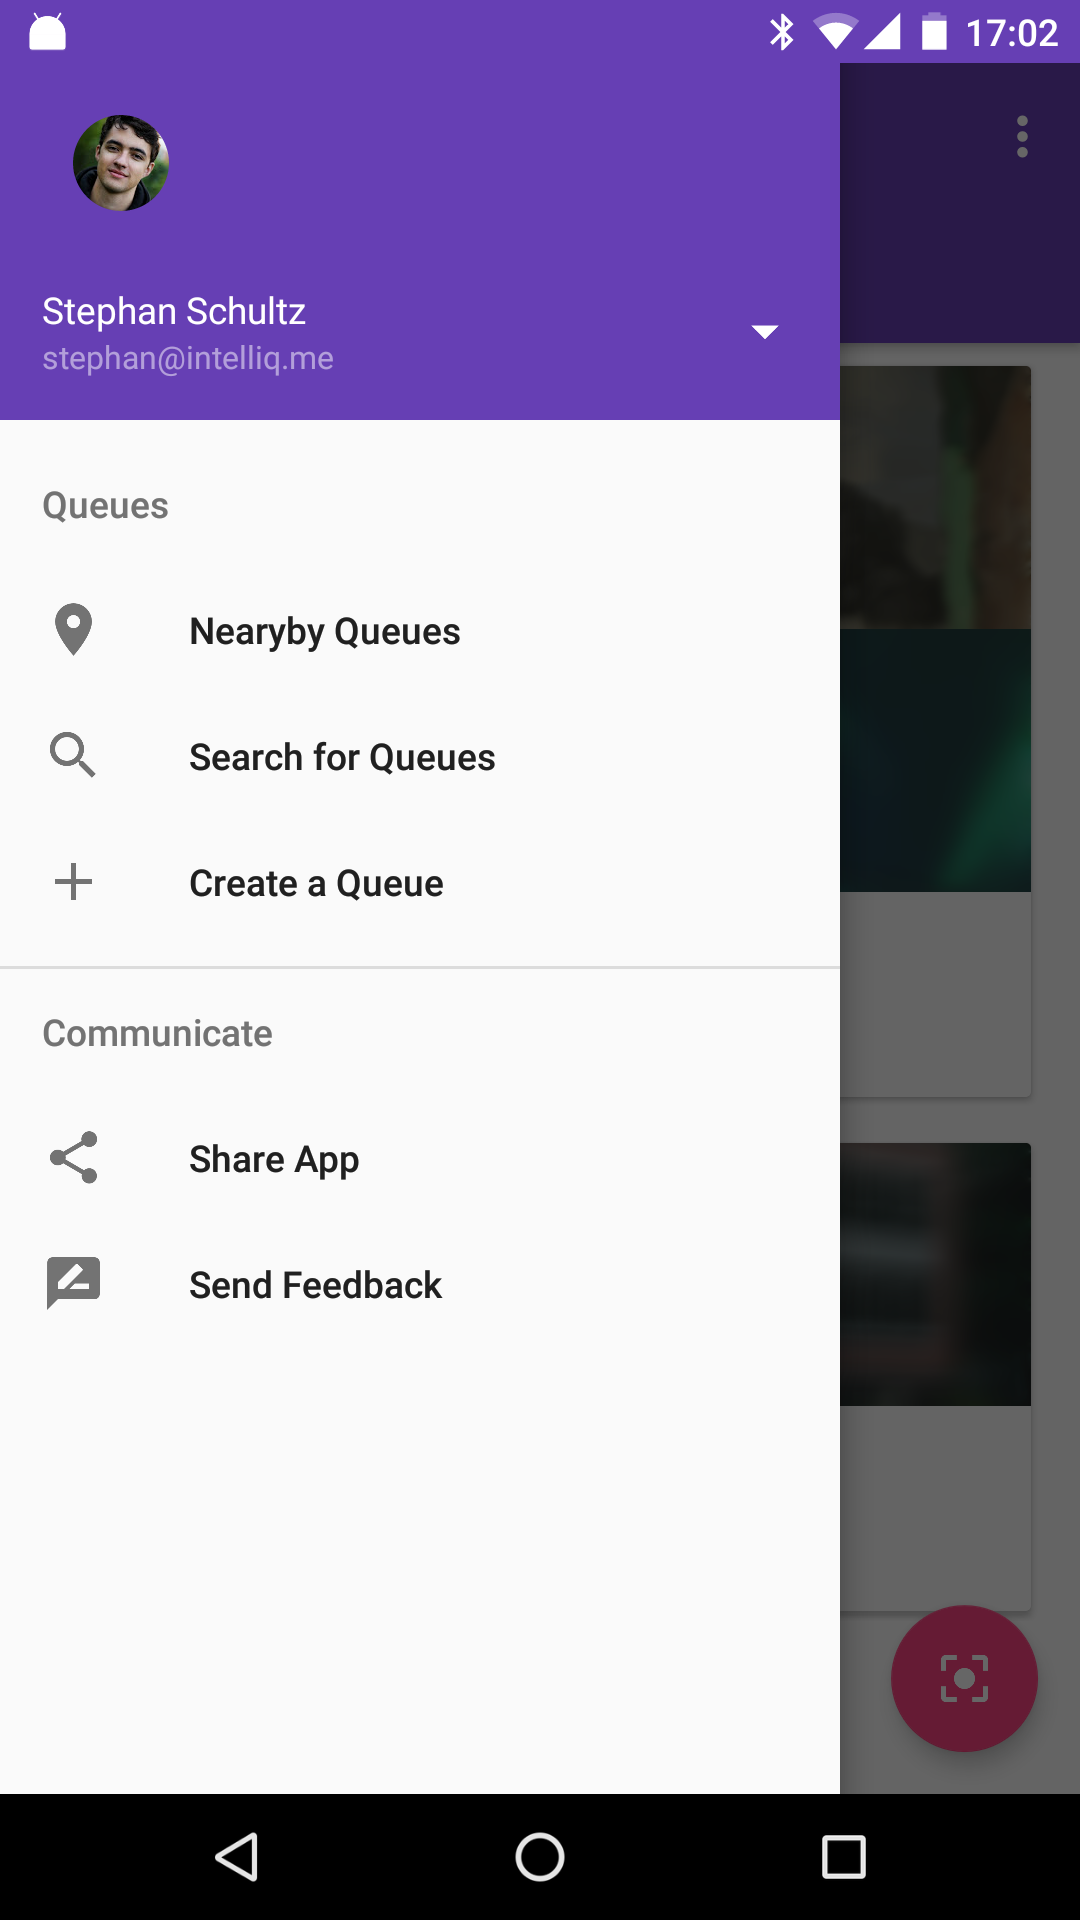 17:02
Stephan Schultz
stephan@intelliq.me
Queues
Nearyby Queues
Search for Queues
Create a Queue
Communicate
Share App
Send Feedback